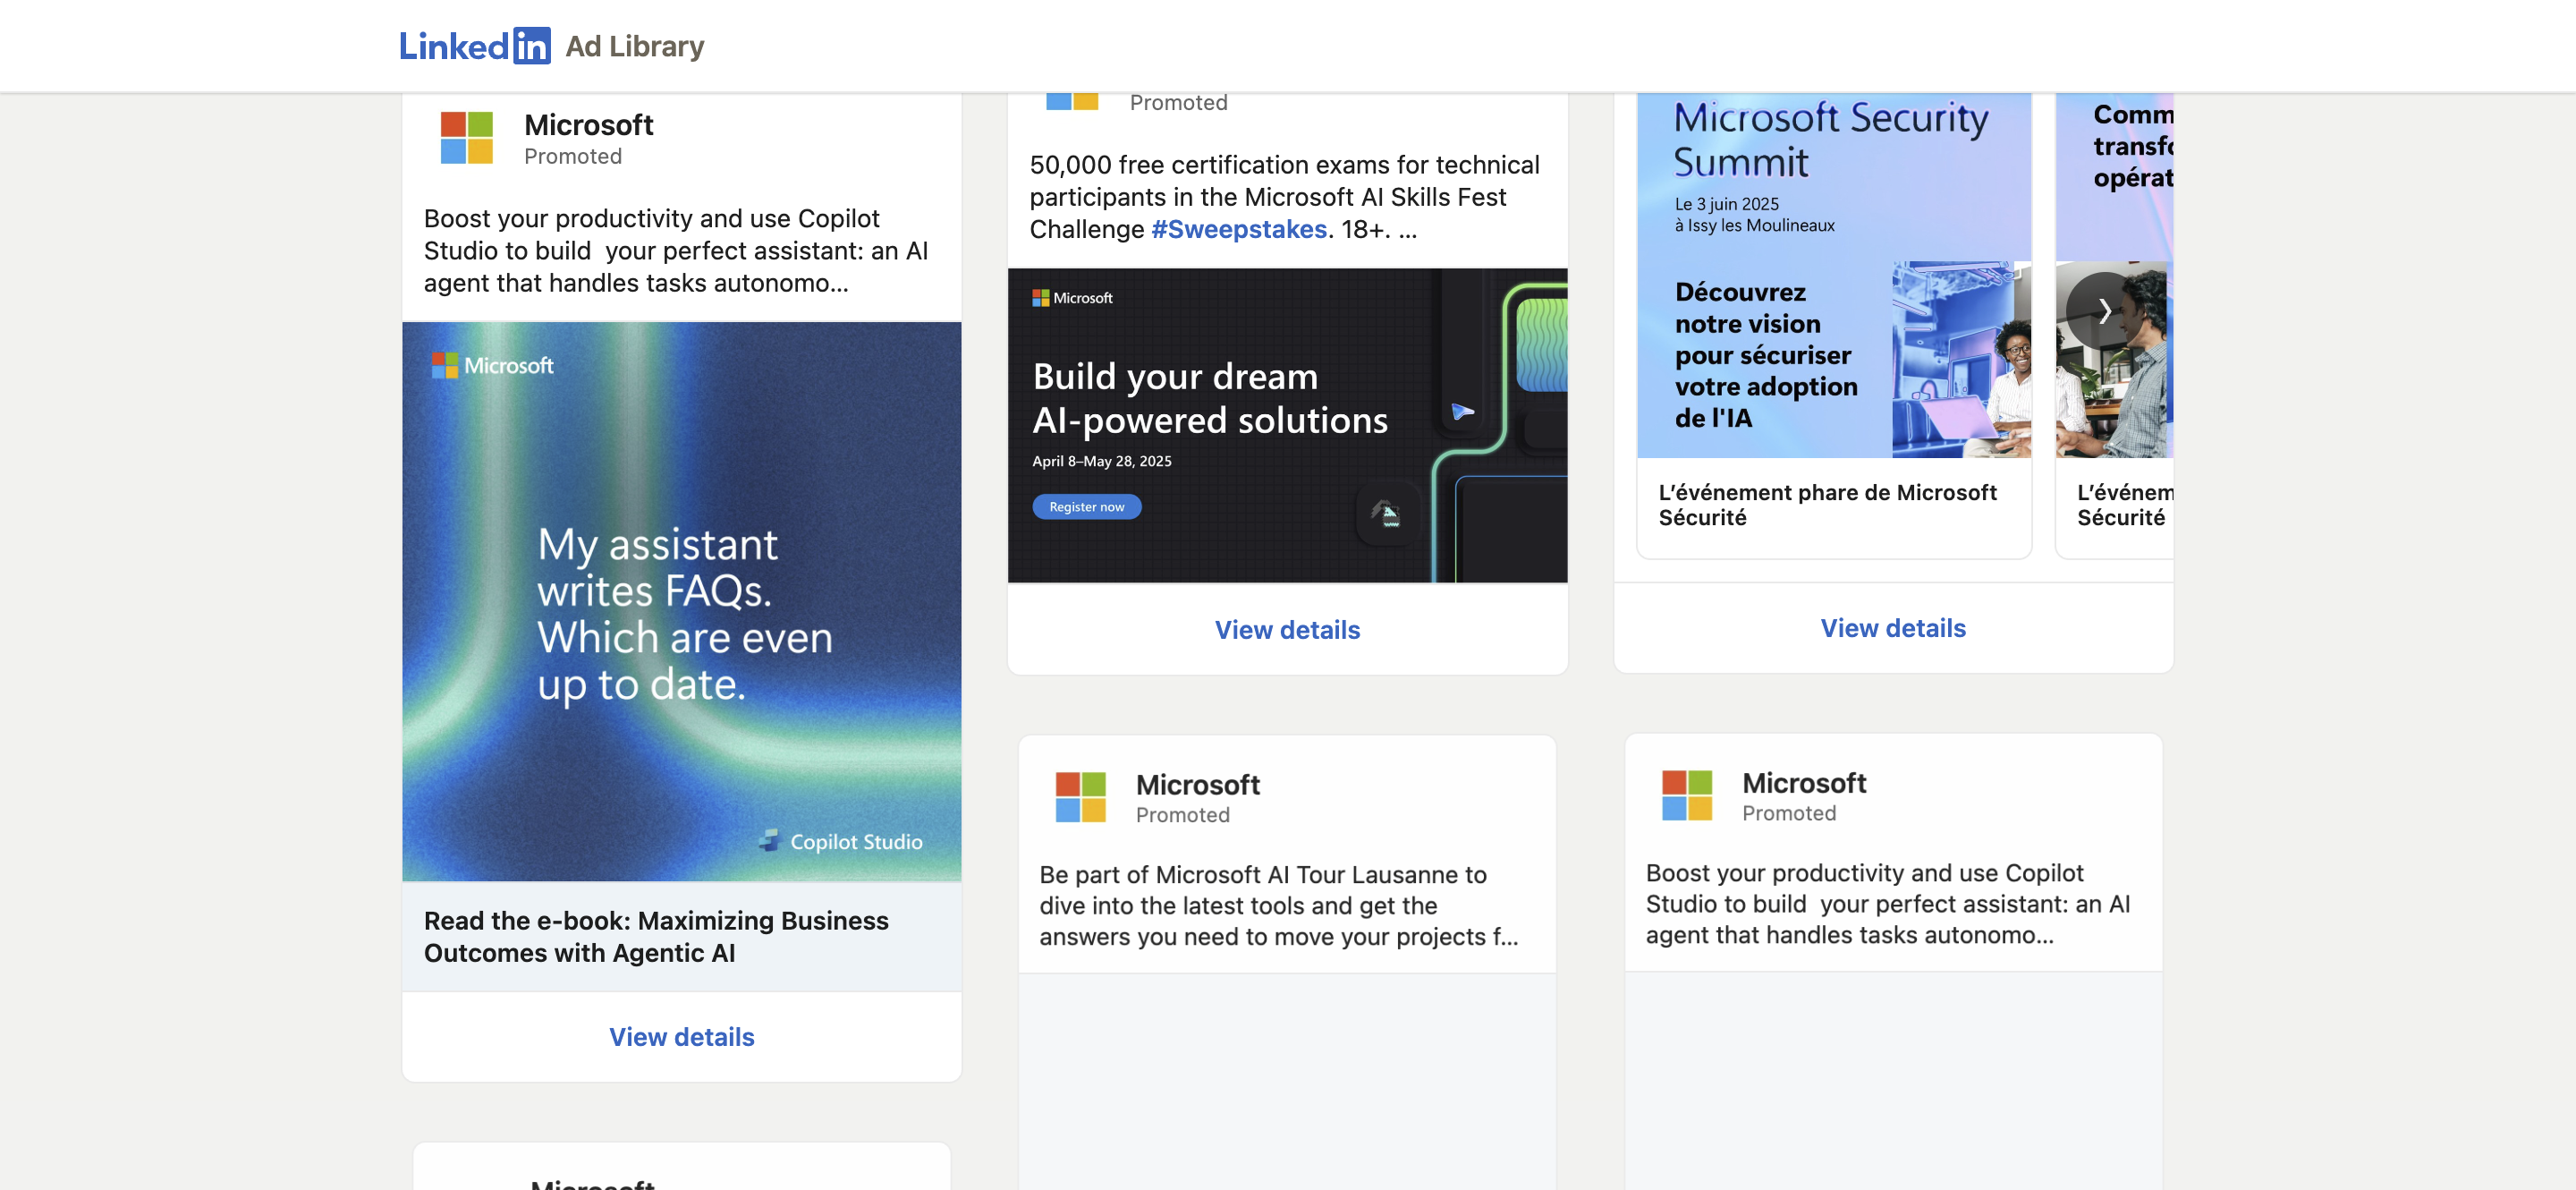 LinkedIn Ad Library
Microsoft
Promoted
Boost your productivity and use Copilot
Studio to build  your perfect assistant: an AI
agent that handles tasks autonomo...
Microsoft
My assistant
writes FAQs.
Which are even
up to date.
Copilot Studio
Read the e-book: Maximizing Business
Outcomes with Agentic AI
View details
Microsoft
Promoted
50,000 free certification exams for technical
participants in the Microsoft AI Skills Fest
Challenge #Sweepstakes. 18+. ...
Microsoft
Build your dream
AI-powered solutions
April 8–May 28, 2025
Register now
View details
Microsoft
Promoted
Be part of Microsoft AI Tour Lausanne to
dive into the latest tools and get the
answers you need to move your projects f...
Microsoft Security
Summit
Le 3 juin 2025
à Issy les Moulineaux
Découvrez
notre vision
pour sécuriser
votre adoption
de l'IA
L’événement phare de Microsoft
Sécurité
Comm
transfo
opérat
L’événem
Sécurité
View details
Microsoft
Promoted
Boost your productivity and use Copilot
Studio to build  your perfect assistant: an AI
agent that handles tasks autonomo...